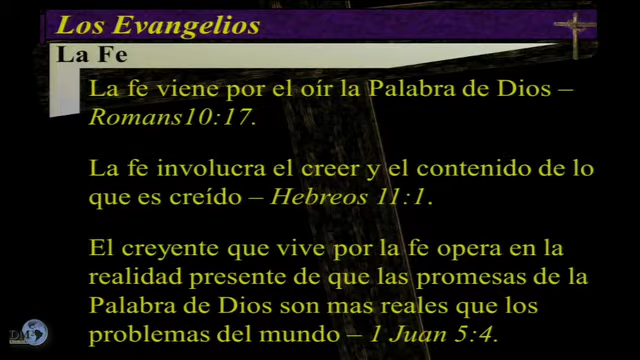 Los Evangelios
La Fe
La fe viene por el oír la Palabra de Dios –
Romans10:17.
La fe involucra el creer y el contenido de lo
que es creído – Hebreos 11:1.
El creyente que vive por la fe opera en la
realidad presente de que las promesas de la
Palabra de Dios son mas reales que los
problemas del mundo – 1 Juan 5:4.
DM